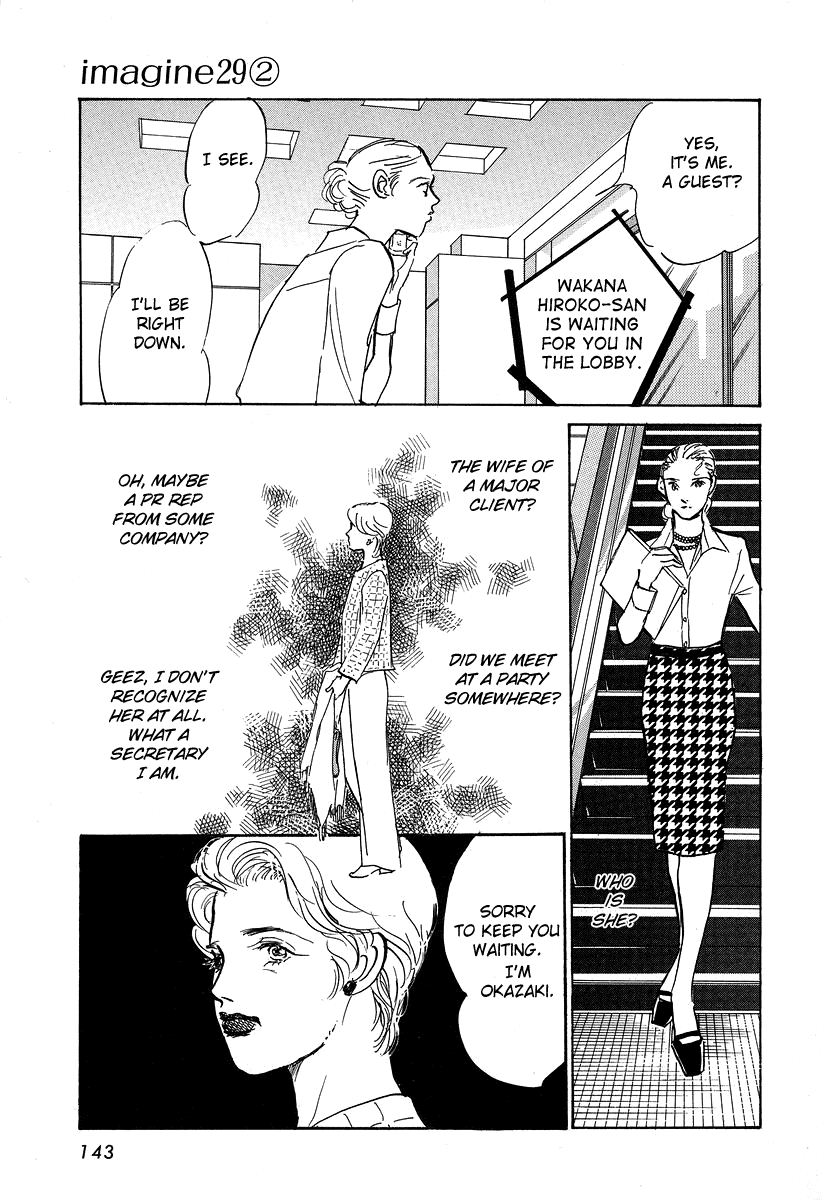 imagine29②
YES,
IT'S ME.
A GUEST?
WAKANA
HIROKO-SAN
IS WAITING
FOR YOU IN
THE LOBBY.
I SEE.
I'LL BE
RIGHT
DOWN.
WHO
IS
SHE?
THE WIFE OF
A MAJOR
CLIENT?
DID WE MEET
AT A PARTY
SOMEWHERE?
OH, MAYBE
A PR REP
FROM SOME
COMPANY?
GEEZ, I DON'T
RECOGNIZE
HER AT ALL.
WHAT A
SECRETARY
I AM.
SORRY
TO KEEP YOU
WAITING.
I'M
OKAZAKI.
143